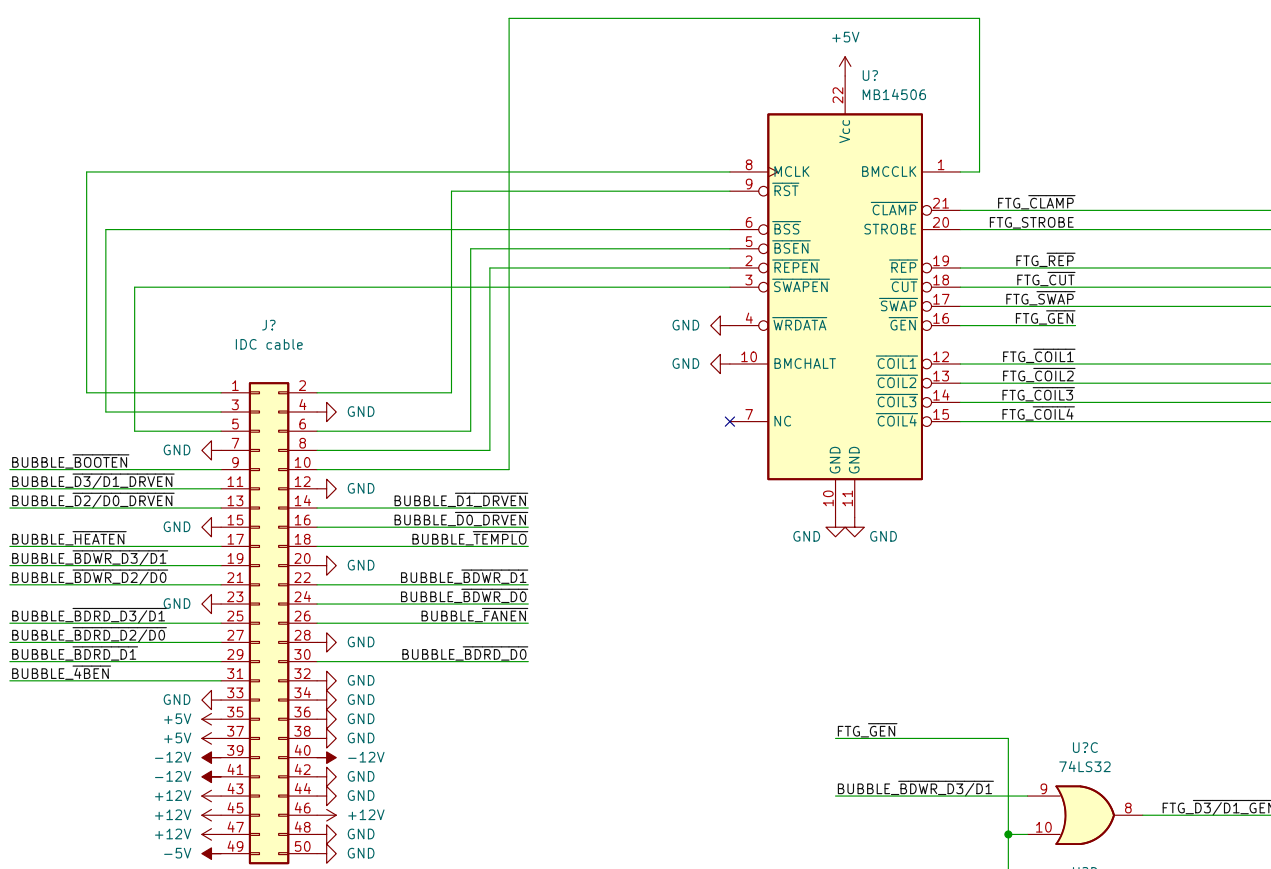 +5V
U?
MB14506
22
Vcc
8 MCLK BMCCLK 1
9 RST
CLAMP 21 FTG_CLAMP
6 BSS STROBE 20 FTG_STROBE
5 BSEN
2 REPEN REP 19 FTG_REP
3 SWAPEN CUT 18 FTG_CUT
SWAP 17 FTG_SWAP
GND 4 WRDATA GEN 16 FTG_GEN
GND 10 BMCHALT COIL1 12 FTG_COIL1
COIL2 13 FTG_COIL2
COIL3 14 FTG_COIL3
7 NC COIL4 15 FTG_COIL4
GND GND
10 11
GND GND
J?
IDC cable
1 2
3 4 GND
5 6
GND 7 8
BUBBLE_BOOTEN 9 10
BUBBLE_D3/D1_DRVEN 11 12 GND
BUBBLE_D2/D0_DRVEN 13 14 BUBBLE_D1_DRVEN
GND 15 16 BUBBLE_D0_DRVEN
BUBBLE_HEATEN 17 18 BUBBLE_TEMPLO
BUBBLE_BDWR_D3/D1 19 20 GND
BUBBLE_BDWR_D2/D0 21 22 BUBBLE_BDWR_D1
GND 23 24 BUBBLE_BDWR_D0
BUBBLE_BDRD_D3/D1 25 26 BUBBLE_FANEN
BUBBLE_BDRD_D2/D0 27 28 GND
BUBBLE_BDRD_D1 29 30 BUBBLE_BDRD_D0
BUBBLE_4BEN 31 32 GND
GND 33 34 GND
+5V 35 36 GND
+5V 37 38 GND
-12V 39 40 -12V
-12V 41 42 GND
+12V 43 44 GND
+12V 45 46 +12V
+12V 47 48 GND
-5V 49 50 GND
FTG_GEN
U?C
74LS32
BUBBLE_BDWR_D3/D1 9
8 FTG_D3/D1_GEN
10